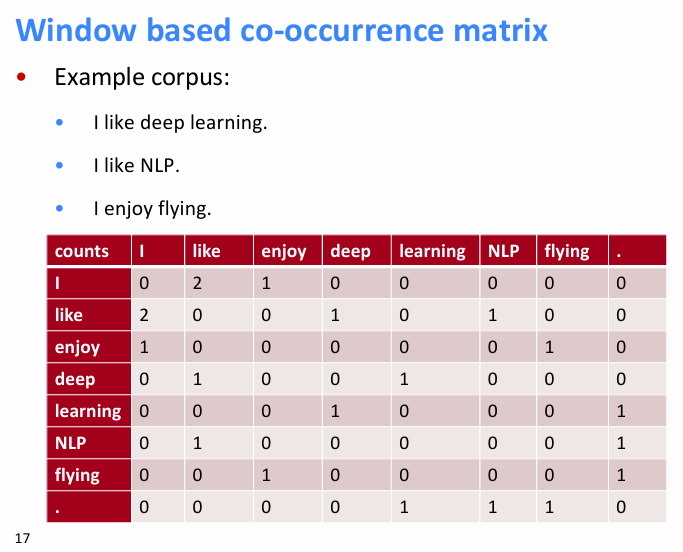 Window based co-occurrence matrix
• Example corpus:
• I like deep learning.
• I like NLP.
• I enjoy flying.
counts I like enjoy deep learning NLP flying .
I 0 2 1 0 0 0 0 0
like 2 0 0 1 0 1 0 0
enjoy 1 0 0 0 0 0 1 0
deep 0 1 0 0 1 0 0 0
learning 0 0 0 1 0 0 0 1
NLP 0 1 0 0 0 0 0 1
flying 0 0 1 0 0 0 0 1
. 0 0 0 0 1 1 1 0
17